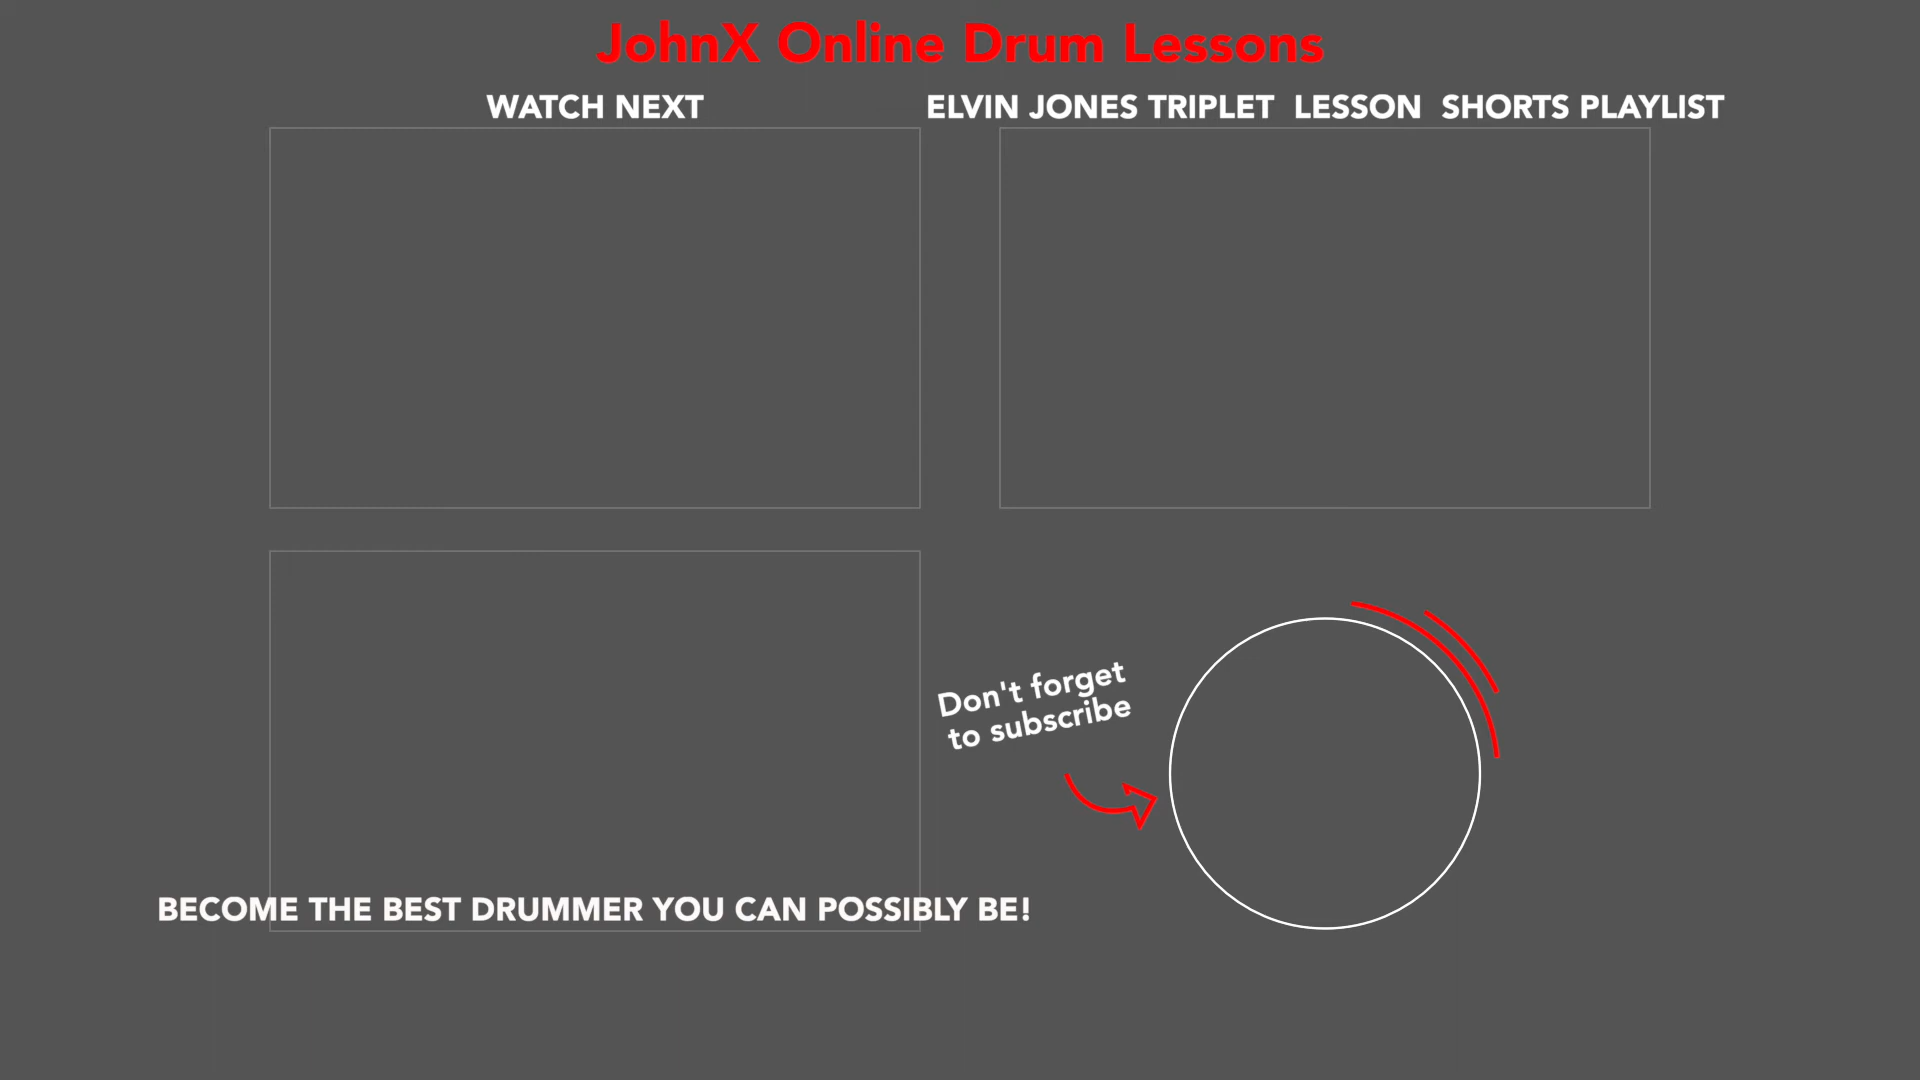 JohnX Online Drum Lessons
WATCH NEXT
ELVIN JONES TRIPLET LESSON SHORTS PLAYLIST
Don't forget
to subscribe
BECOME THE BEST DRUMMER YOU CAN POSSIBLY BE!